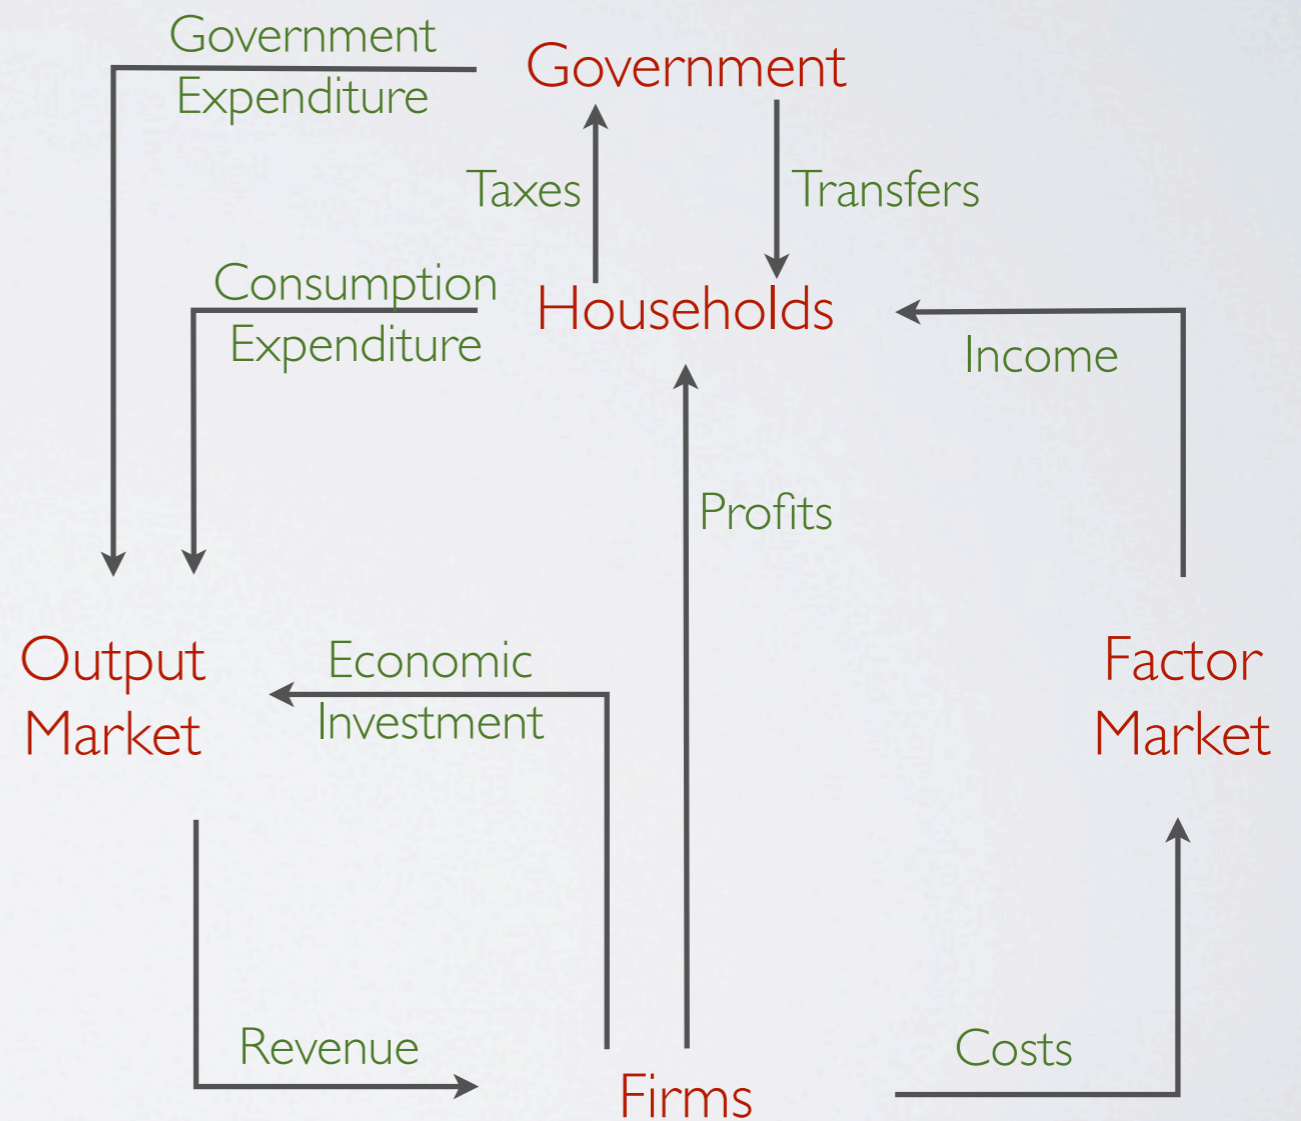 Government
Expenditure
Government
Taxes
Transfers
Consumption
Expenditure
Households
Income
Profits
Output
Market
Economic
Investment
Factor
Market
Revenue
Costs
Firms